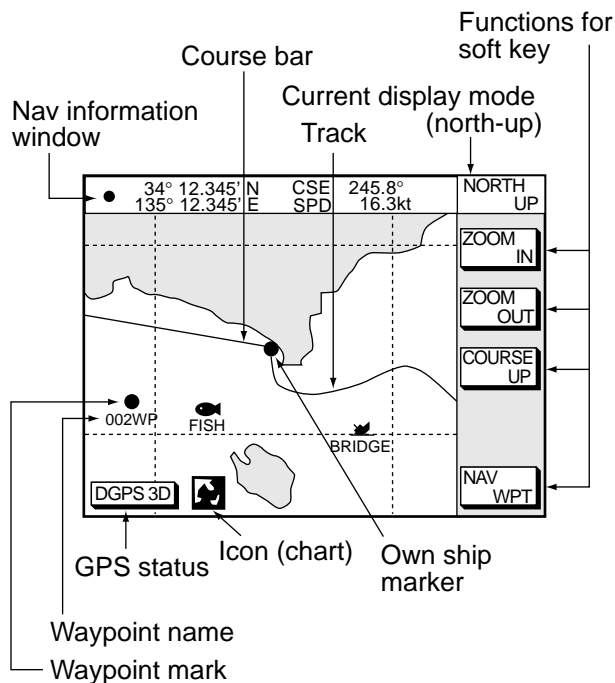 Functions for
soft key
Course bar
Current display mode
(north-up)
Nav information
window
Track
34° 12.345' N CSE 245.8°
135° 12.345' E SPD 16.3kt
NORTH
UP
ZOOM
IN
ZOOM
OUT
COURSE
UP
002WP
FISH
BRIDGE
NAV
WPT
DGPS 3D
GPS status
Icon (chart)
Own ship
marker
Waypoint name
Waypoint mark